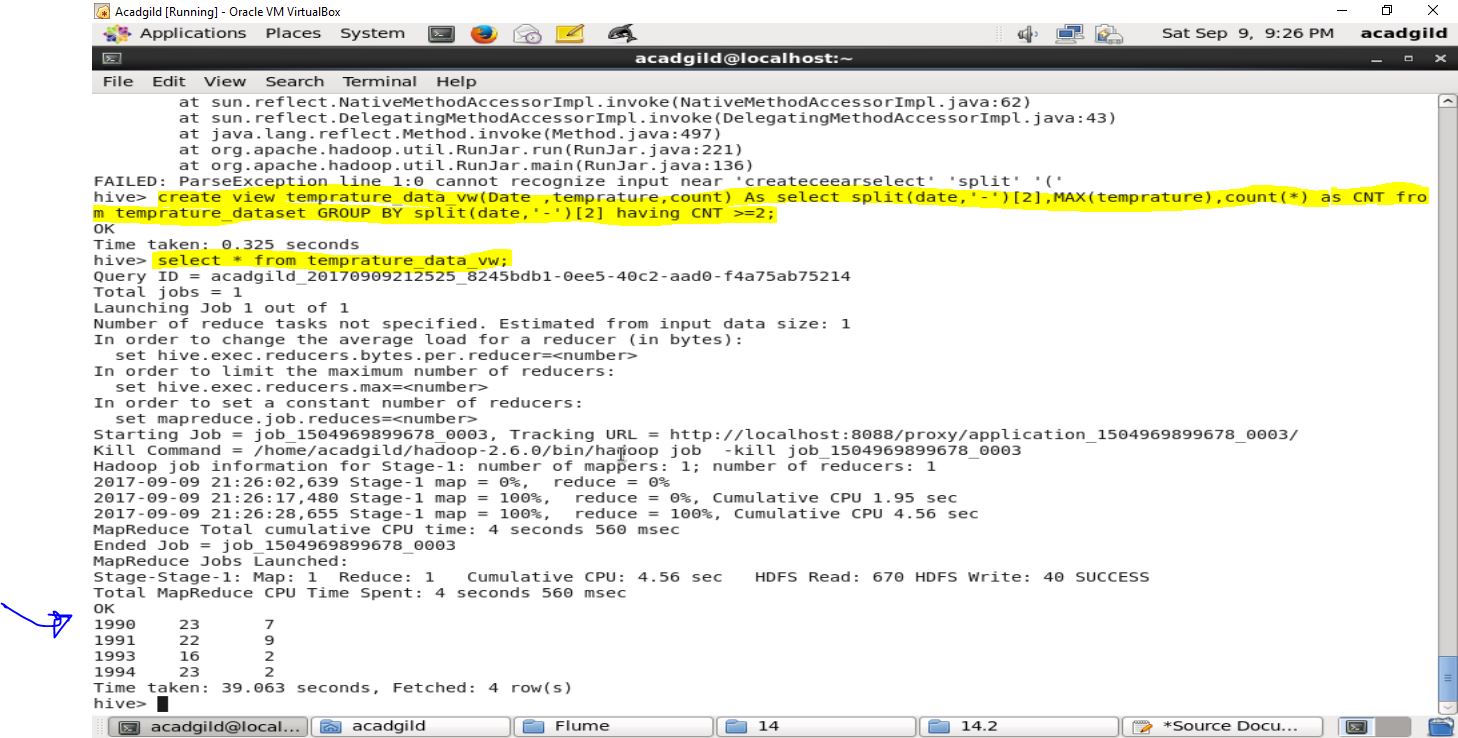 Acadgild [Running] - Oracle VM VirtualBox
Applications Places System Sat Sep 9, 9:26 PM acadgild
acadgild@localhost:~
File Edit View Search Terminal Help
at sun.reflect.NativeMethodAccessorImpl.invoke(NativeMethodAccessorImpl.java:62)
at sun.reflect.DelegatingMethodAccessorImpl.invoke(DelegatingMethodAccessorImpl.java:43)
at java.lang.reflect.Method.invoke(Method.java:497)
at org.apache.hadoop.util.RunJar.run(RunJar.java:221)
at org.apache.hadoop.util.RunJar.main(RunJar.java:136)
FAILED: ParseException line 1:0 cannot recognize input near 'createceearselect' 'split' '('
hive> create view temprature_data_vw(Date ,temprature,count) As select split(date,'-')[2],MAX(temprature),count(*) as CNT fro
m temprature_dataset GROUP BY split(date,'-')[2] having CNT >=2;
OK
Time taken: 0.325 seconds
hive> select * from temprature_data_vw;
Query ID = acadgild_20170909212525_8245bdb1-0ee5-40c2-aad0-f4a75ab75214
Total jobs = 1
Launching Job 1 out of 1
Number of reduce tasks not specified. Estimated from input data size: 1
In order to change the average load for a reducer (in bytes):
set hive.exec.reducers.bytes.per.reducer=<number>
In order to limit the maximum number of reducers:
set hive.exec.reducers.max=<number>
In order to set a constant number of reducers:
set mapreduce.job.reduces=<number>
Starting Job = job_1504969899678_0003, Tracking URL = http://localhost:8088/proxy/application_1504969899678_0003/
Kill Command = /home/acadgild/hadoop-2.6.0/bin/hadoop job -kill job_1504969899678_0003
Hadoop job information for Stage-1: number of mappers: 1; number of reducers: 1
2017-09-09 21:26:02,639 Stage-1 map = 0%, reduce = 0%
2017-09-09 21:26:17,480 Stage-1 map = 100%, reduce = 0%, Cumulative CPU 1.95 sec
2017-09-09 21:26:28,655 Stage-1 map = 100%, reduce = 100%, Cumulative CPU 4.56 sec
MapReduce Total cumulative CPU time: 4 seconds 560 msec
Ended Job = job_1504969899678_0003
MapReduce Jobs Launched:
Stage-Stage-1: Map: 1 Reduce: 1 Cumulative CPU: 4.56 sec HDFS Read: 670 HDFS Write: 40 SUCCESS
Total MapReduce CPU Time Spent: 4 seconds 560 msec
OK
1990 23 7
1991 22 9
1993 16 2
1994 23 2
Time taken: 39.063 seconds, Fetched: 4 row(s)
hive>
acadgild@local... acadgild Flume 14 14.2 *Source Docu...